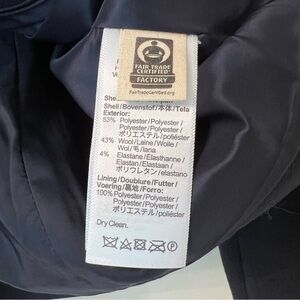 FAIR TRADE
CERTIFIED
FACTORY
FairTradeCertified.org
Shell/Bovenstof/本体/Tela
Exterior:
53% Polyester/Polyester/
Polyester/Polyester/
ポリエステル/poliéster
43% Wool/Laine/Wolle/
Wol/毛/lana
4% Elastane/Élasthanne/
Elastan/Elastaan/
ポリウレタン/elastano
Lining/Doublure/Futter/
Voering/裏地/Forro:
100% Polyester/Polyester/
Polyester/Polyester/
ポリエステル/poliéster
Dry Clean.
P